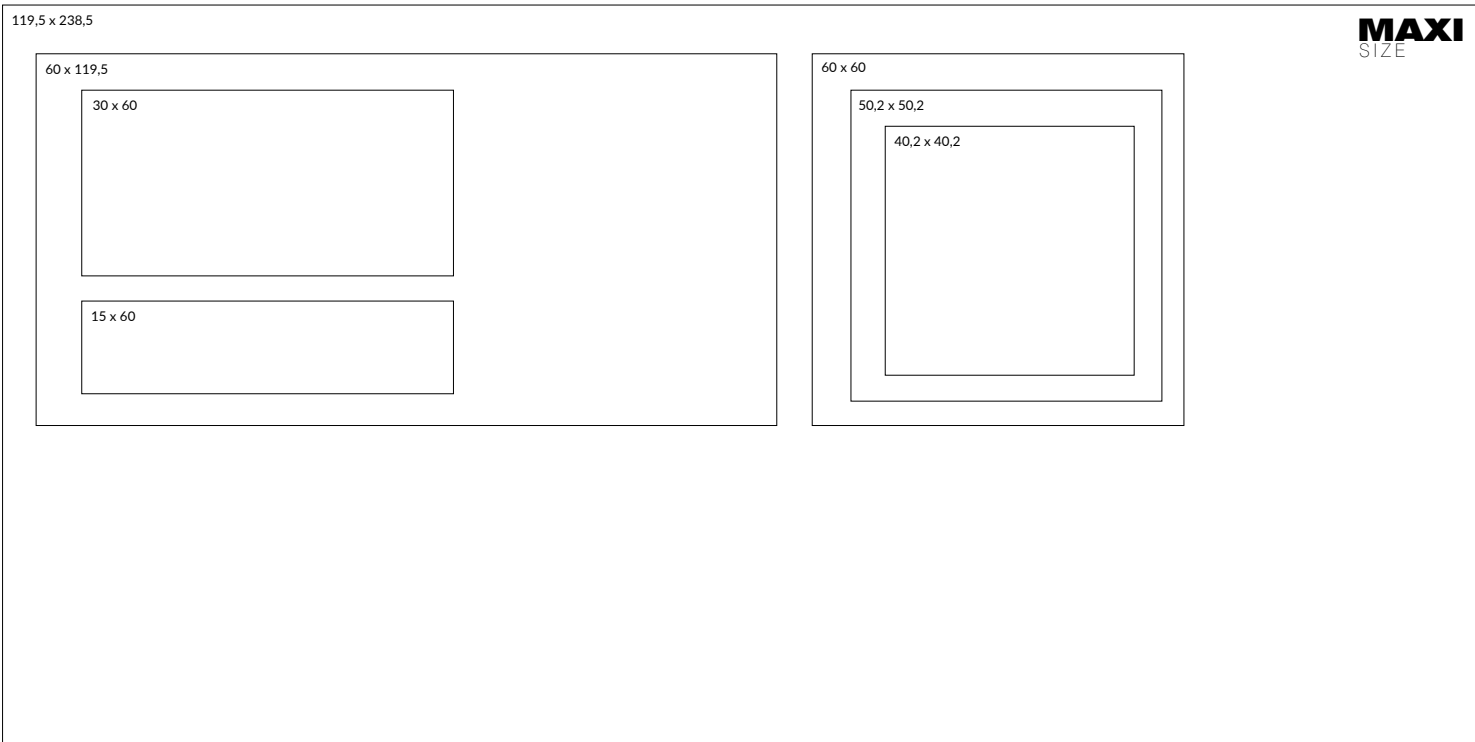 119,5 x 238,5
MAXI
SIZE
60 x 119,5
60 x 60
30 x 60
50,2 x 50,2
40,2 x 40,2
15 x 60